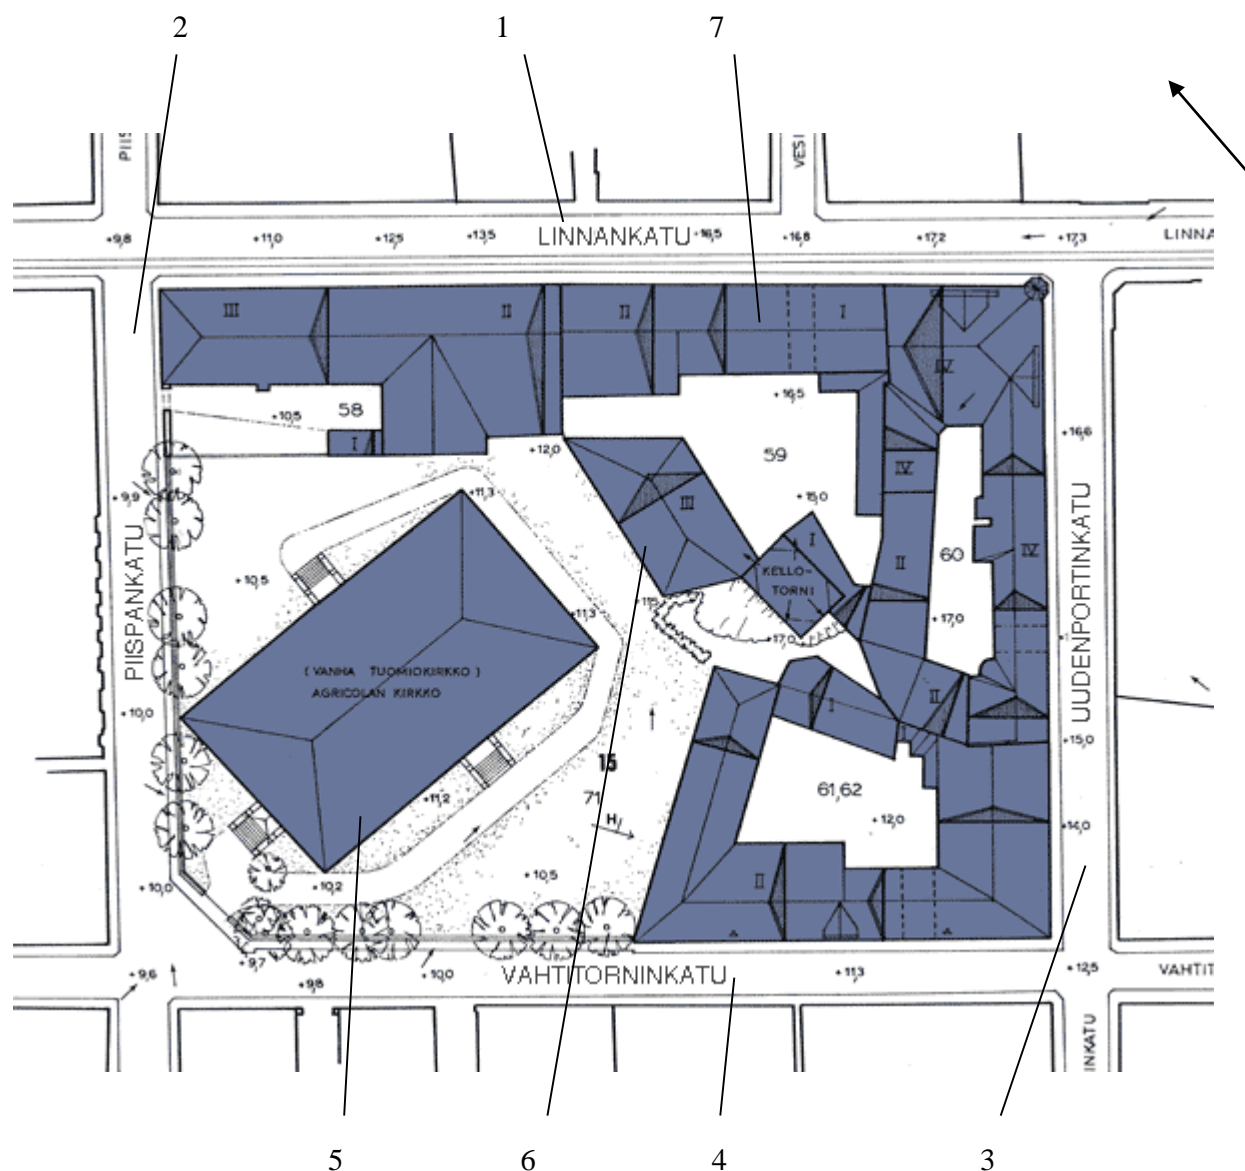 2 1 7
PIIS
VESI
+9,8 +11,0 +12,5 +13,5 LINNANKATU +16,5 +16,8 +17,2 +17,3 LINNA
III II II I IV
+10,5 58
I
+12,0
+16,5
59
+16,6
+9,9
+11,3
III
+15,0
IV
IV
I
II
60
PIISPANKATU
+10,5
KELLO-
TORNI
+11,3
+17,0
+17,0
UUDENPORTINKATU
(VANHA TUOMIOKIRKKO)
AGRICOLAN KIRKKO
+10,0
II
I
+15,0
15
71
61,62
+11,2
H
+12,0
+14,0
+10,0
+10,2
+10,5
II
+9,7
+9,6
+9,8
+10,0
VAHTITORNINKATU
+11,3
+12,5
VAHTIT
INKATU
5 6 4 3